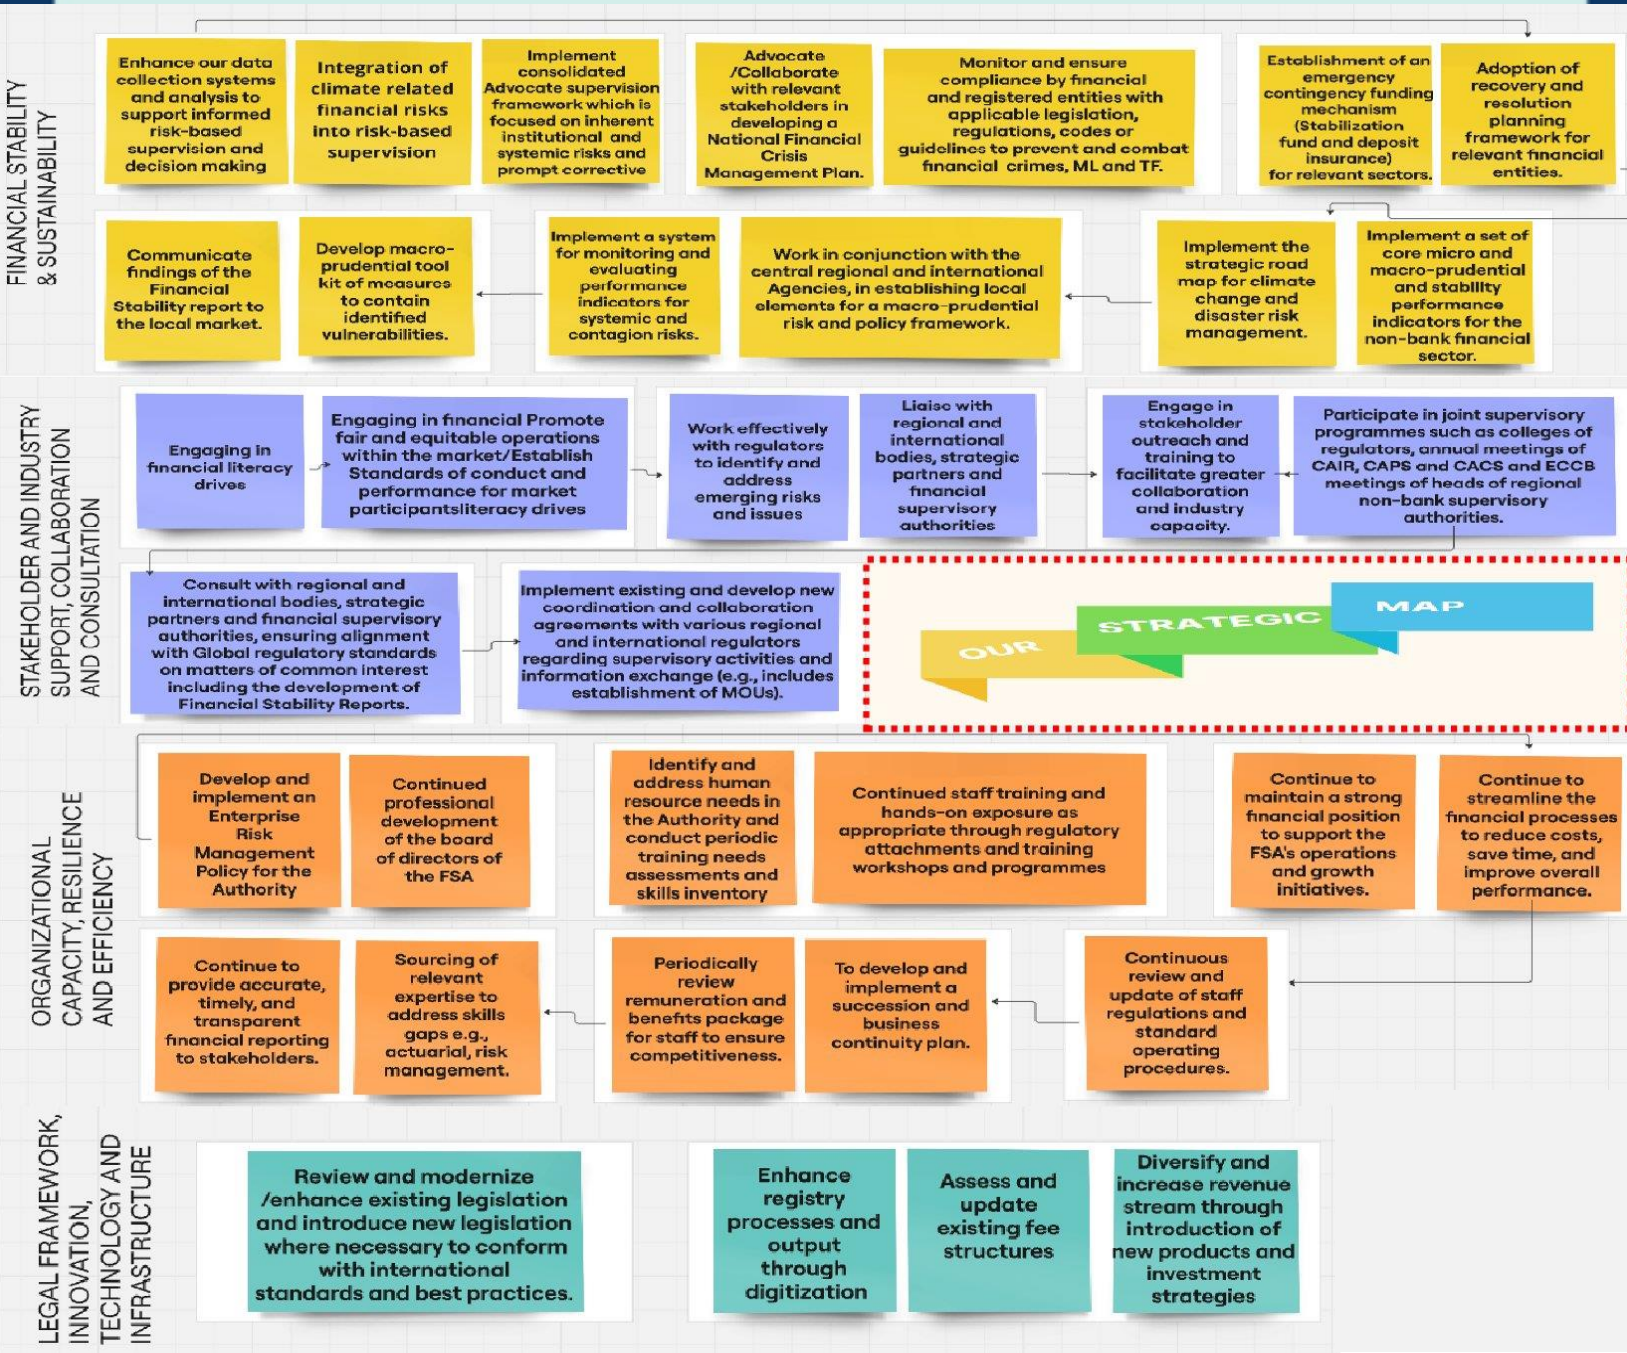 FINANCIAL STABILITY
& SUSTAINABILITY
Enhance our data
collection systems
and analysis to
support informed
risk-based
supervision and
decision making
Integration of
climate related
financial risks
into risk-based
supervision
Implement
consolidated
Advocate supervision
framework which is
focused on inherent
institutional and
systemic risks and
prompt corrective
Advocate
/Collaborate
with relevant
stakeholders in
developing a
National Financial
Crisis
Management Plan.
Monitor and ensure
compliance by financial
and registered entities with
applicable legislation,
regulations, codes or
guidelines to prevent and combat
financial crimes, ML and TF.
Establishment of an
emergency
contingency funding
mechanism
(Stabilization
fund and deposit
insurance)
for relevant sectors.
Adoption of
recovery and
resolution
planning
framework for
relevant financial
entities.
Communicate
findings of the
Financial
Stability report to
the local market.
Develop macro-
prudential tool
kit of measures
to contain
identified
vulnerabilities.
Implement a system
for monitoring and
evaluating
performance
indicators for
systemic and
contagion risks.
Work in conjunction with the
central regional and international
Agencies, in establishing local
elements for a macro-prudential
risk and policy framework.
Implement the
strategic road
map for climate
change and
disaster risk
management.
Implement a set of
core micro and
macro-prudential
and stability
performance
indicators for the
non-bank financial
sector.
STAKEHOLDER AND INDUSTRY
SUPPORT, COLLABORATION
AND CONSULTATION
Engaging in
financial literacy
drives
Engaging in financial Promote
fair and equitable operations
within the market/Establish
Standards of conduct and
performance for market
participantsliteracy drives
Work effectively
with regulators
to identify and
address
emerging risks
and issues
Liaise with
regional and
international
bodies, strategic
partners and
financial
supervisory
authorities
Engage in
stakeholder
outreach and
training to
facilitate greater
collaboration
and industry
capacity.
Participate in joint supervisory
programmes such as colleges of
regulators, annual meetings of
CAIR, CAPS and CACS and ECCB
meetings of heads of regional
non-bank supervisory
authorities.
Consult with regional and
international bodies, strategic
partners and financial supervisory
authorities, ensuring alignment
with Global regulatory standards
on matters of common interest
including the development of
Financial Stability Reports.
Implement existing and develop new
coordination and collaboration
agreements with various regional
and international regulators
regarding supervisory activities and
information exchange (e.g., includes
establishment of MOUs).
OUR
STRATEGIC
MAP
ORGANIZATIONAL
CAPACITY, RESILIENCE
AND EFFICIENCY
Develop and
implement an
Enterprise
Risk
Management
Policy for the
Authority
Continued
professional
development
of the board
of directors of
the FSA
Identify and
address human
resource needs in
the Authority and
conduct periodic
training needs
assessments and
skills inventory
Continued staff training and
hands-on exposure as
appropriate through regulatory
attachments and training
workshops and programmes
Continue to
maintain a strong
financial position
to support the
FSA's operations
and growth
initiatives.
Continue to
streamline the
financial processes
to reduce costs,
save time, and
improve overall
performance.
Continue to
provide accurate,
timely, and
transparent
financial reporting
to stakeholders.
Sourcing of
relevant
expertise to
address skills
gaps e.g.,
actuarial, risk
management.
Periodically
review
remuneration and
benefits package
for staff to ensure
competitiveness.
To develop and
implement a
succession and
business
continuity plan.
Continuous
review and
update of staff
regulations and
standard
operating
procedures.
LEGAL FRAMEWORK,
INNOVATION,
TECHNOLOGY AND
INFRASTRUCTURE
Review and modernize
/enhance existing legislation
and introduce new legislation
where necessary to conform
with international
standards and best practices.
Enhance
registry
processes and
output
through
digitization
Assess and
update
existing fee
structures
Diversify and
increase revenue
stream through
introduction of
new products and
investment
strategies